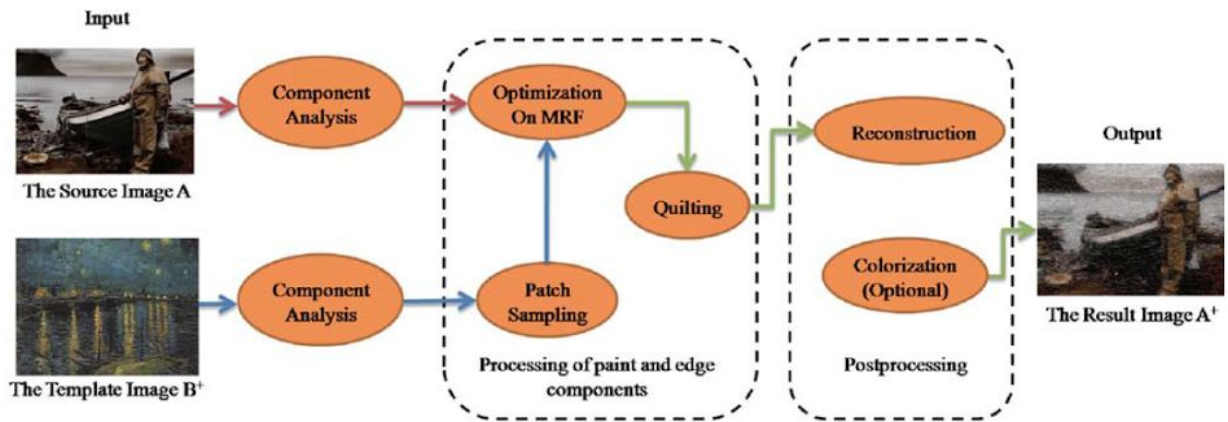 Input
The Source Image A
Component
Analysis
Optimization
On MRF
Quilting
Reconstruction
Output
The Template Image B⁺
Component
Analysis
Patch
Sampling
Colorization
(Optional)
The Result Image A⁺
Processing of paint and edge
components
Postprocessing